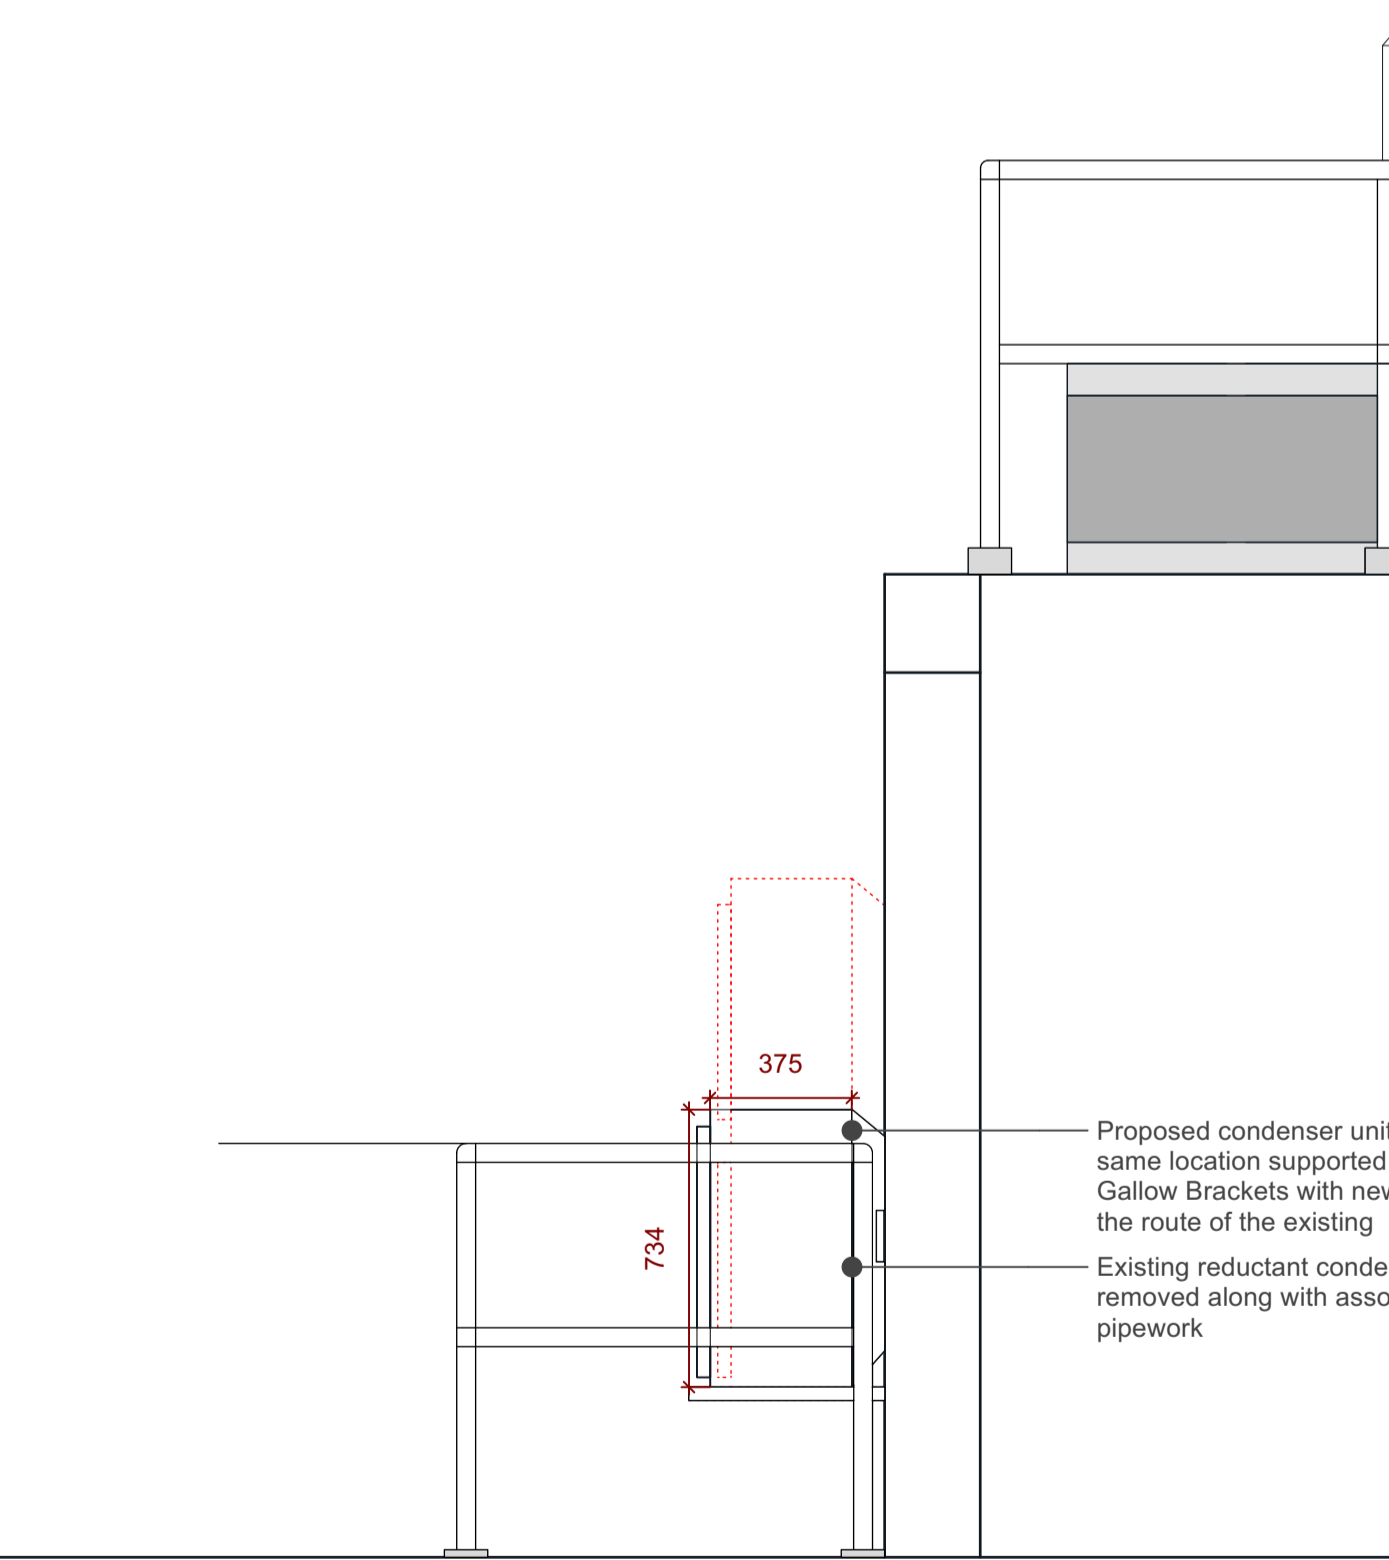 375
734
Proposed condenser unit
same location supported
Gallow Brackets with new
the route of the existing
Existing reductant conde
removed along with asso
pipework